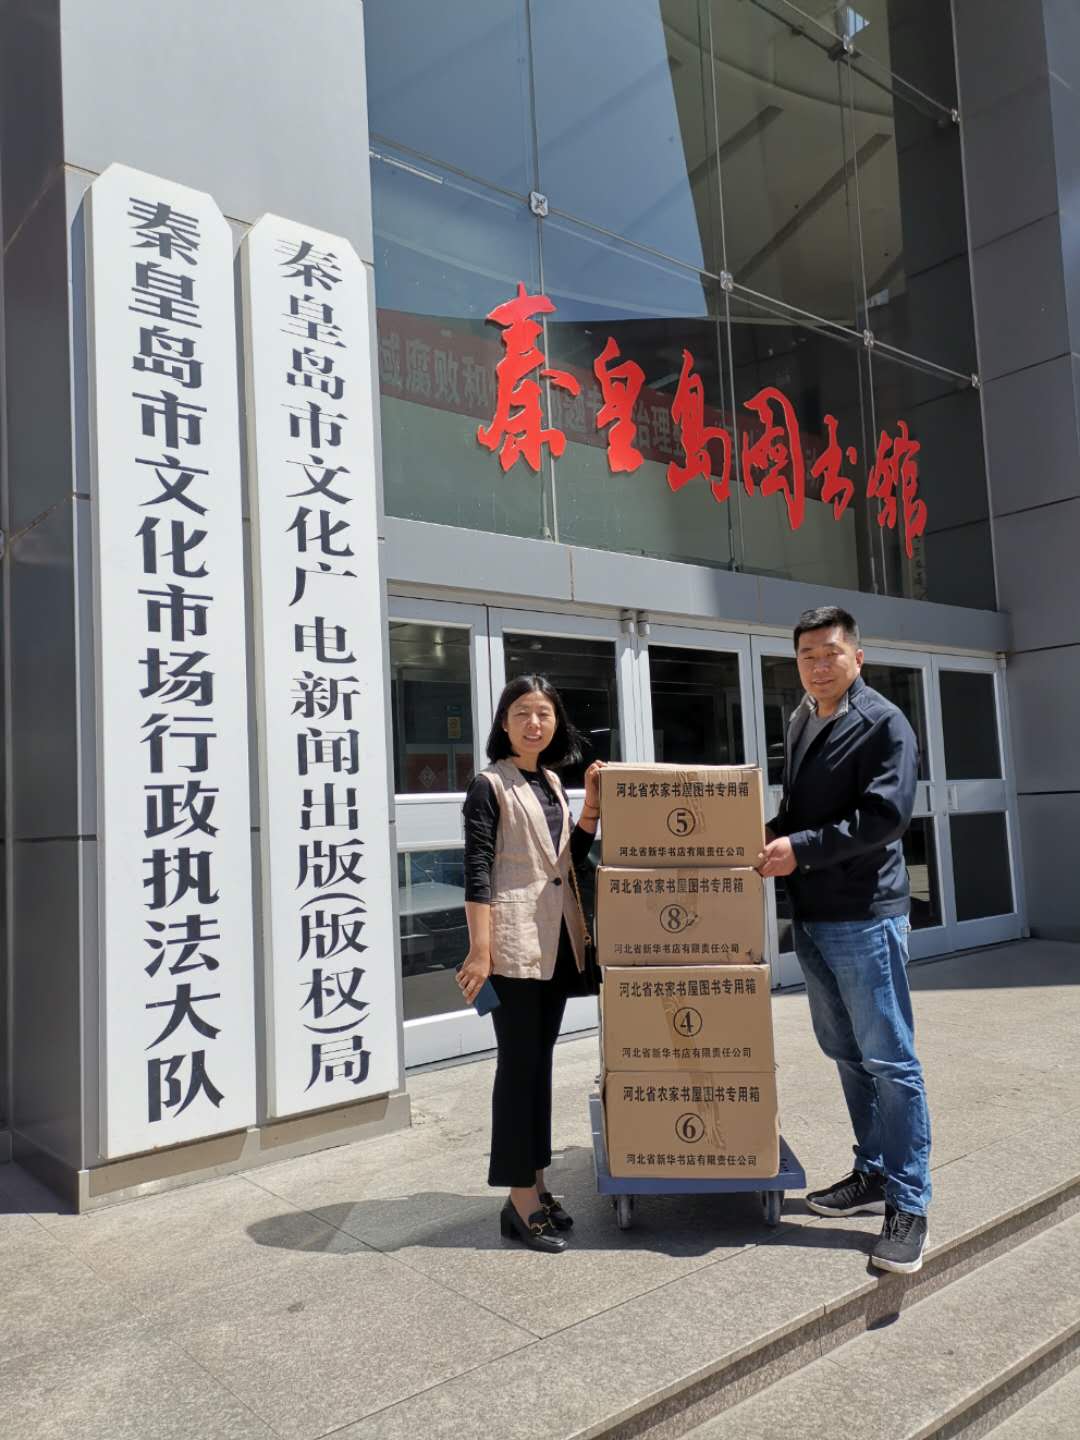 秦皇岛市文化市场行政执法大队
秦皇岛市文化广电新闻出版(版权)局
秦皇岛图书馆
域腐败和
治理
河北省农家书屋图书专用箱
⑤
河北省新华书店有限责任公司
河北省农家书屋图书专用箱
⑧
河北省新华书店有限责任公司
河北省农家书屋图书专用箱
④
河北省新华书店有限责任公司
河北省农家书屋图书专用箱
⑥
河北省新华书店有限责任公司